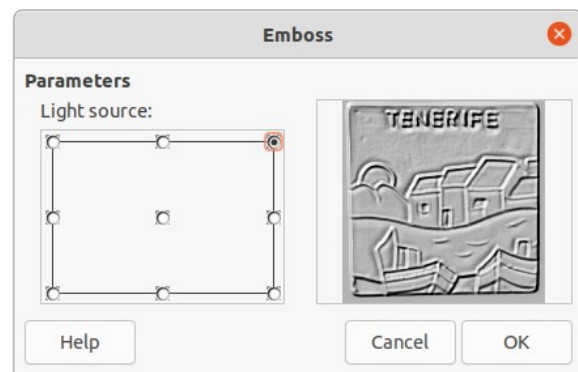 Emboss
Parameters
Light source:
TENERIFE
Help
Cancel
OK